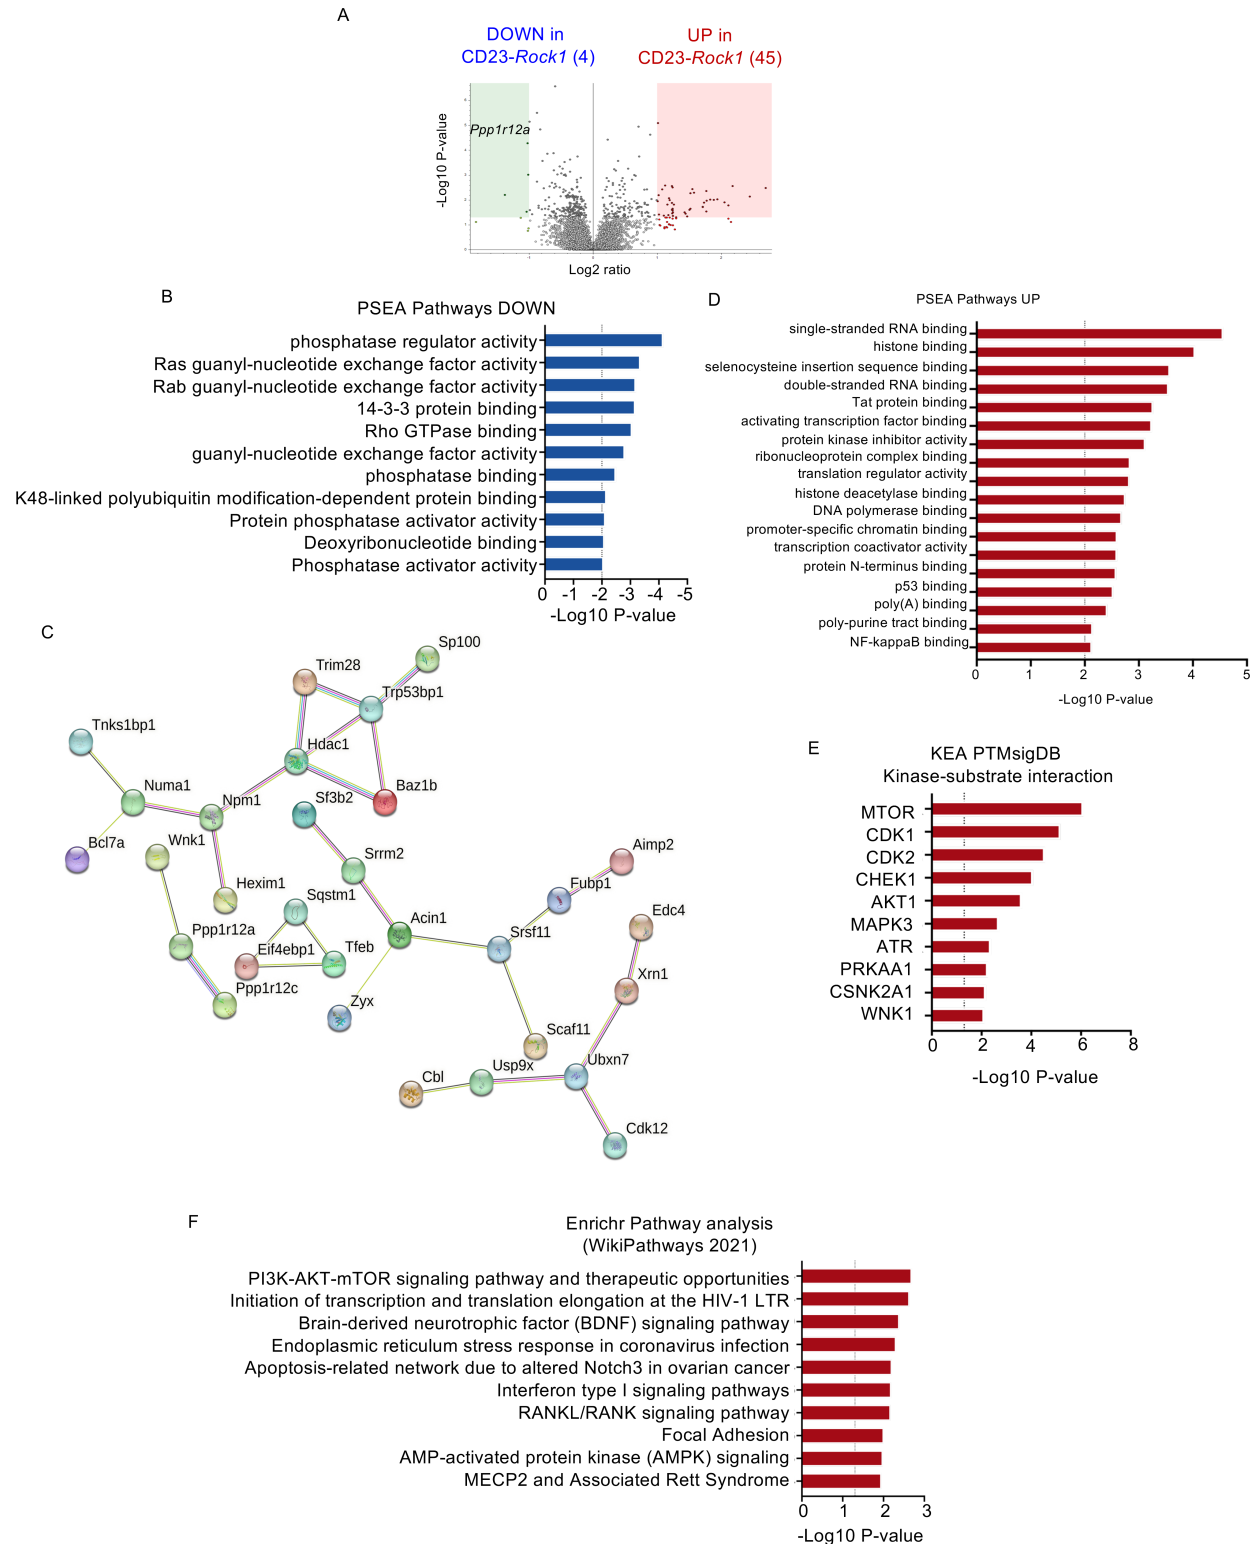 A
DOWN in
CD23-Rock1 (4)
UP in
CD23-Rock1 (45)
Ppp1r12a
-Log10 P-value
Log2 ratio
B
PSEA Pathways DOWN
phosphatase regulator activity
Ras guanyl-nucleotide exchange factor activity
Rab guanyl-nucleotide exchange factor activity
14-3-3 protein binding
Rho GTPase binding
guanyl-nucleotide exchange factor activity
phosphatase binding
K48-linked polyubiquitin modification-dependent protein binding
Protein phosphatase activator activity
Deoxyribonucleotide binding
Phosphatase activator activity
0 -1 -2 -3 -4 -5
-Log10 P-value
D
PSEA Pathways UP
single-stranded RNA binding
histone binding
selenocysteine insertion sequence binding
double-stranded RNA binding
Tat protein binding
activating transcription factor binding
protein kinase inhibitor activity
ribonucleoprotein complex binding
translation regulator activity
histone deacetylase binding
DNA polymerase binding
promoter-specific chromatin binding
transcription coactivator activity
protein N-terminus binding
p53 binding
poly(A) binding
poly-purine tract binding
NF-kappaB binding
0 1 2 3 4 5
-Log10 P-value
C
Sp100
Trim28
Trp53bp1
Tnks1bp1
Hdac1
Numa1
Baz1b
Npm1
Sf3b2
Bcl7a
Wnk1
Srrm2
Aimp2
Hexim1
Fubp1
Sqstm1
Edc4
Acin1
Ppp1r12a
Srsf11
Eif4ebp1
Tfeb
Xrn1
Ppp1r12c
Zyx
Scaf11
Ubxn7
Usp9x
Cbl
Cdk12
E
KEA PTMsigDB
Kinase-substrate interaction
MTOR
CDK1
CDK2
CHEK1
AKT1
MAPK3
ATR
PRKAA1
CSNK2A1
WNK1
0 2 4 6 8
-Log10 P-value
F
Enrichr Pathway analysis
(WikiPathways 2021)
PI3K-AKT-mTOR signaling pathway and therapeutic opportunities
Initiation of transcription and translation elongation at the HIV-1 LTR
Brain-derived neurotrophic factor (BDNF) signaling pathway
Endoplasmic reticulum stress response in coronavirus infection
Apoptosis-related network due to altered Notch3 in ovarian cancer
Interferon type I signaling pathways
RANKL/RANK signaling pathway
Focal Adhesion
AMP-activated protein kinase (AMPK) signaling
MECP2 and Associated Rett Syndrome
0 1 2 3
-Log10 P-value